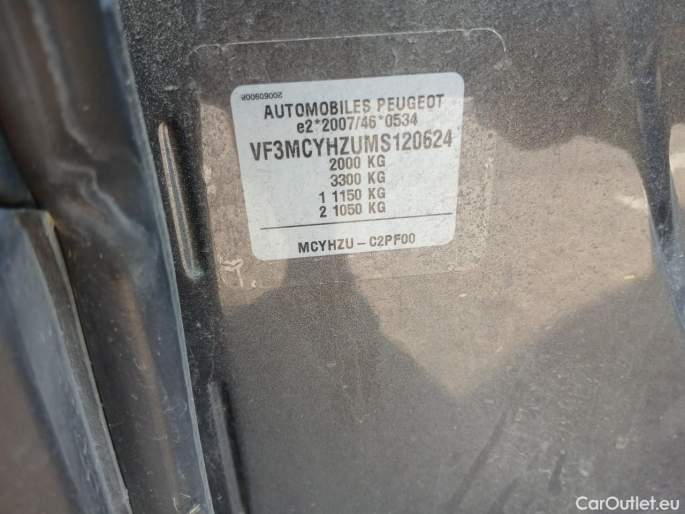 AUTOMOBILES PEUGEOT
e2*2007/46*0534
VF3MCYHZUMS120624
2000 KG
3300 KG
1 1150 KG
2 1050 KG
MCYHZU - C2PF00
CarOutlet.eu